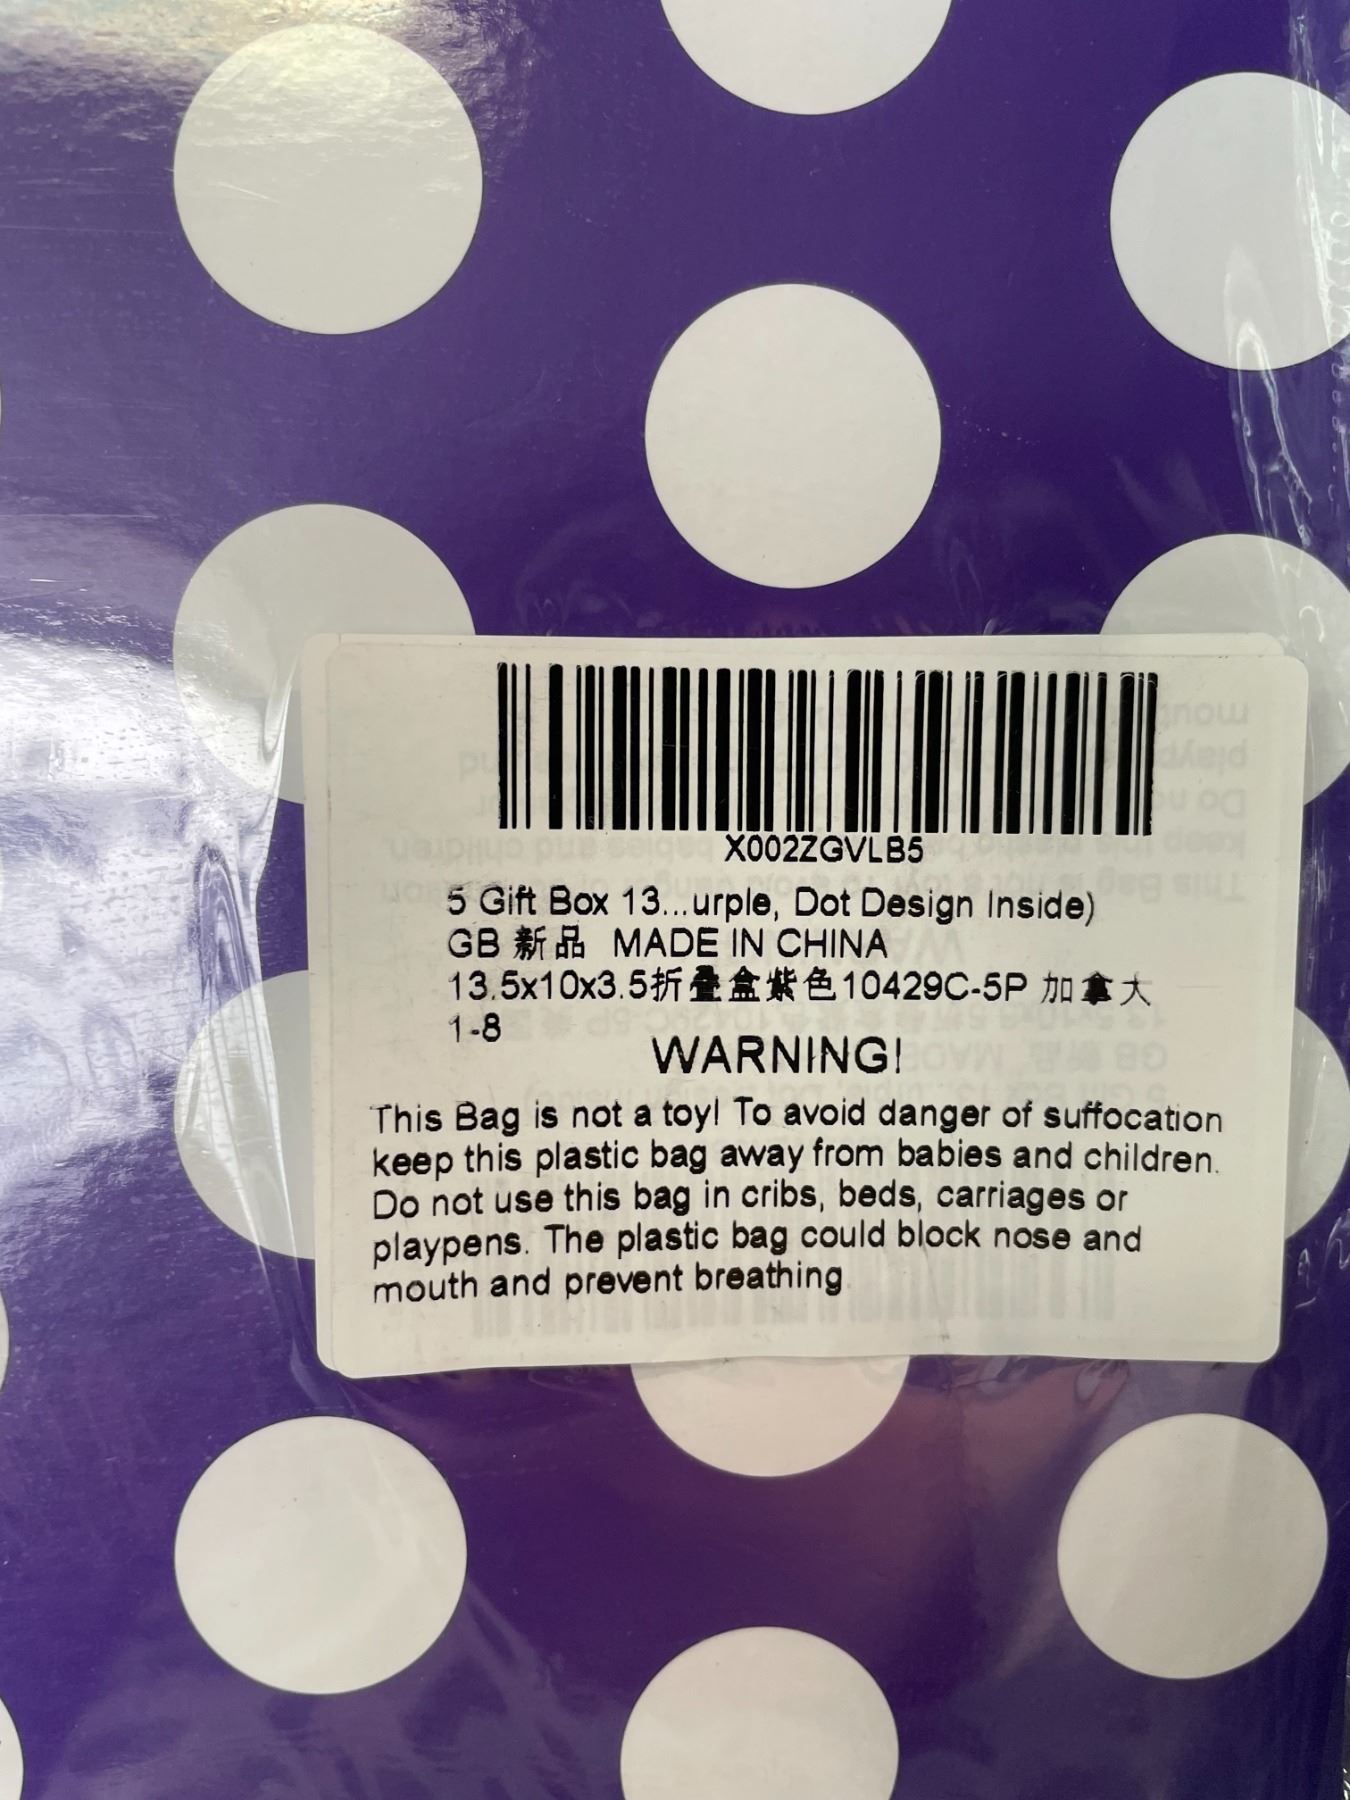 X002ZGVLB5
5 Gift Box 13...urple, Dot Design Inside)
GB 新品 MADE IN CHINA
13.5x10x3.5折叠盒紫色10429C-5P 加拿大
1-8
WARNING!
This Bag is not a toy! To avoid danger of suffocation
keep this plastic bag away from babies and children.
Do not use this bag in cribs, beds, carriages or
playpens. The plastic bag could block nose and
mouth and prevent breathing